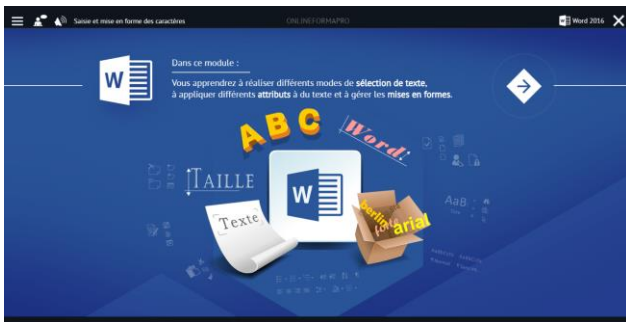 Saisie et mise en forme des caractères
ONLINEFORMAPRO
Word 2016
W
Dans ce module :
Vous apprendrez à réaliser différents modes de sélection de texte,
à appliquer différents attributs à du texte et à gérer les mises en formes.
A B C
Word
TAILLE
W
Texte
berlin
arial
AaB